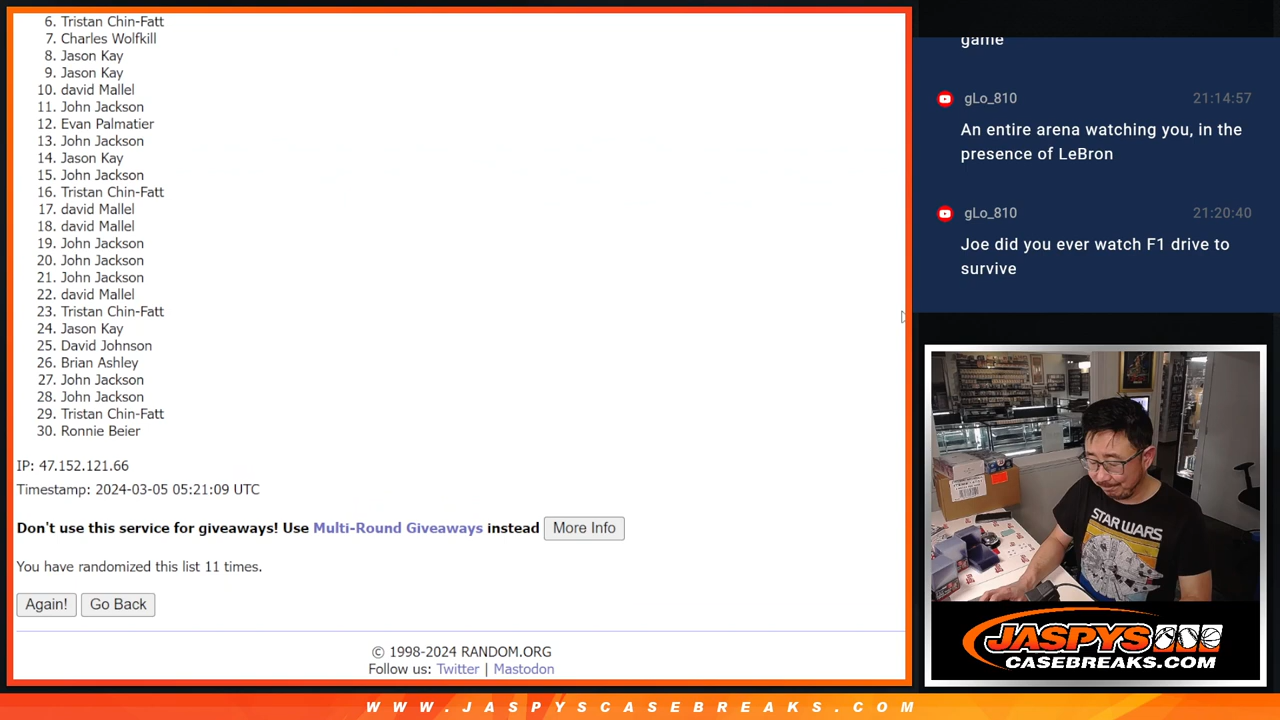 6. Tristan Chin-Fatt
7. Charles Wolfkill
8. Jason Kay
9. Jason Kay
10. david Mallel
11. John Jackson
12. Evan Palmatier
13. John Jackson
14. Jason Kay
15. John Jackson
16. Tristan Chin-Fatt
17. david Mallel
18. david Mallel
19. John Jackson
20. John Jackson
21. John Jackson
22. david Mallel
23. Tristan Chin-Fatt
24. Jason Kay
25. David Johnson
26. Brian Ashley
27. John Jackson
28. John Jackson
29. Tristan Chin-Fatt
30. Ronnie Beier
IP: 47.152.121.66
Timestamp: 2024-03-05 05:21:09 UTC
Don't use this service for giveaways! Use Multi-Round Giveaways instead More Info
You have randomized this list 11 times.
Again! Go Back
© 1998-2024 RANDOM.ORG
Follow us: Twitter | Mastodon
game
gLo_810 21:14:57
An entire arena watching you, in the
presence of LeBron
gLo_810 21:20:40
Joe did you ever watch F1 drive to
survive
STAR WARS
JASPYS
CASEBREAKS.COM
WWW.JASPYSCASEBREAKS.COM